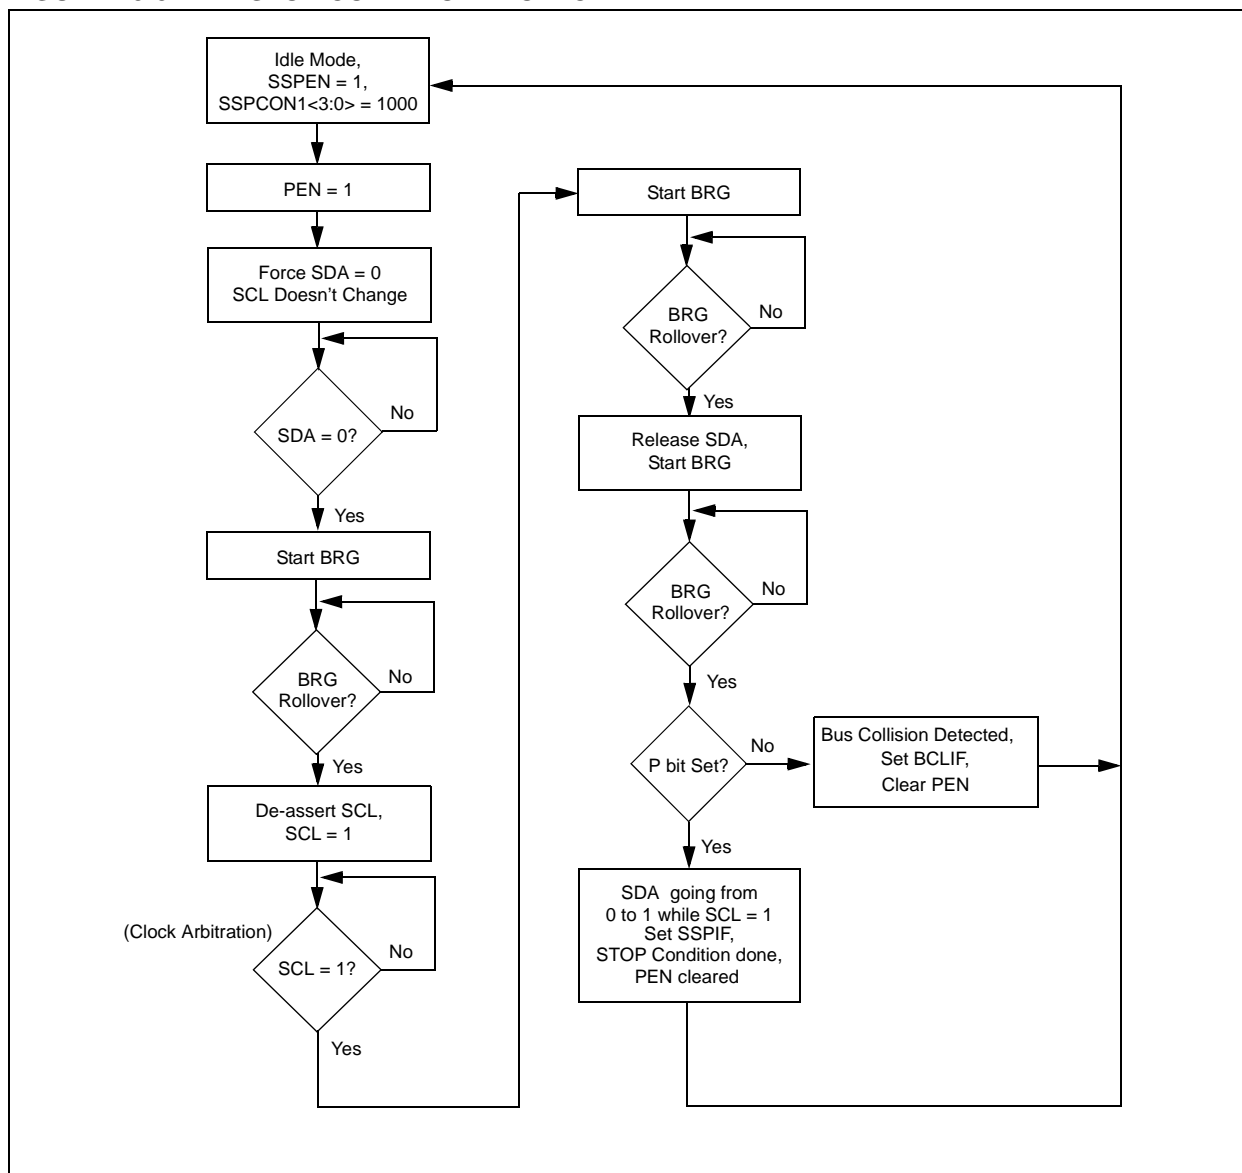 Idle Mode,
SSPEN = 1,
SSPCON1<3:0> = 1000
PEN = 1
Force SDA = 0
SCL Doesn't Change
SDA = 0?
No
Yes
Start BRG
BRG
Rollover?
No
Yes
De-assert SCL,
SCL = 1
(Clock Arbitration)
SCL = 1?
No
Yes
Start BRG
BRG
Rollover?
No
Yes
Release SDA,
Start BRG
BRG
Rollover?
No
Yes
P bit Set?
No
Bus Collision Detected,
Set BCLIF,
Clear PEN
Yes
SDA going from
0 to 1 while SCL = 1
Set SSPIF,
STOP Condition done,
PEN cleared